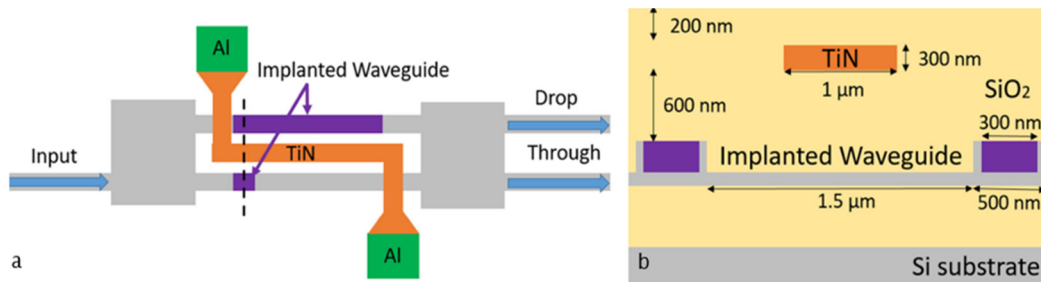 Al
Implanted Waveguide
Drop
Input
TiN
Through
Al
a
200 nm
TiN
300 nm
1 µm
600 nm
SiO₂
300 nm
Implanted Waveguide
1.5 µm
500 nm
b
Si substrate